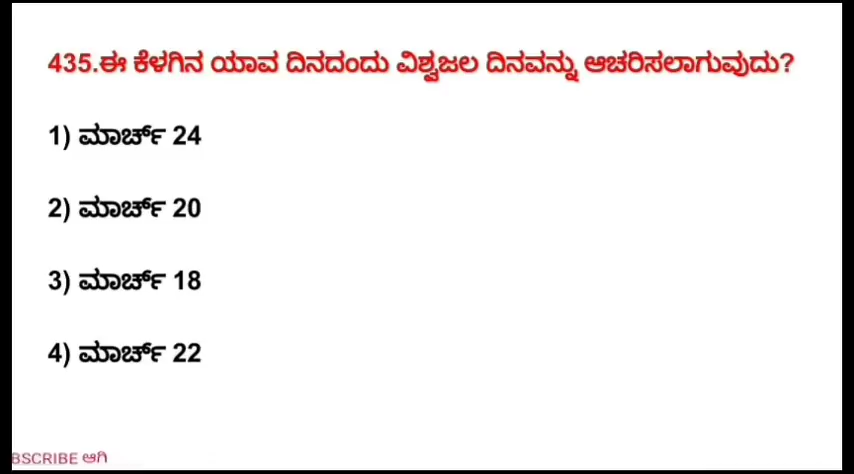 435.ಈ ಕೆಳಗಿನ ಯಾವ ದಿನದಂದು ವಿಶ್ವಜಲ ದಿನವನ್ನು ಆಚರಿಸಲಾಗುವುದು?
1) ಮಾರ್ಚ್ 24
2) ಮಾರ್ಚ್ 20
3) ಮಾರ್ಚ್ 18
4) ಮಾರ್ಚ್ 22
BSCRIBE ಆಗಿ